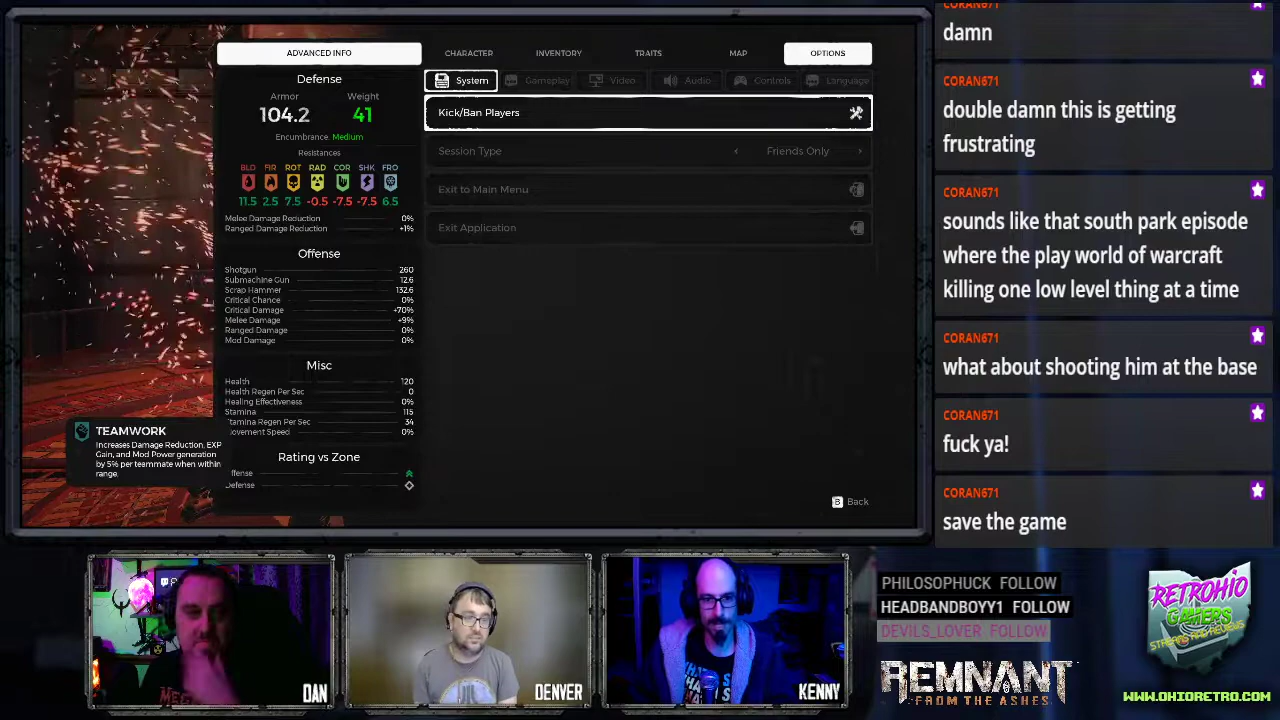 ADVANCED INFO
CHARACTER
INVENTORY
TRAITS
MAP
OPTIONS
Defense
Armor
Weight
104.2
41
Encumbrance: Medium
Resistances
BLD FIR ROT RAD COR SHK FRO
11.5 2.5 7.5 -0.5 -7.5 -7.5 6.5
Melee Damage Reduction 0%
Ranged Damage Reduction +1%
Offense
Shotgun 260
Submachine Gun 12.6
Scrap Hammer 132.6
Critical Chance 0%
Critical Damage +70%
Melee Damage +9%
Ranged Damage 0%
Mod Damage 0%
Misc
Health 120
Health Regen Per Sec 0
Healing Effectiveness 0%
Stamina 115
Stamina Regen Per Sec 34
Movement Speed 0%
Rating vs Zone
Offense
Defense
System
Gameplay
Video
Audio
Controls
Language
Kick/Ban Players
Session Type
Friends Only
Exit to Main Menu
Exit Application
B Back
TEAMWORK
Increases Damage Reduction, EXP
Gain, and Mod Power generation
by 5% per teammate when within
range.
CORAN671
damn
CORAN671
double damn this is getting
frustrating
CORAN671
sounds like that south park episode
where the play world of warcraft
killing one low level thing at a time
CORAN671
what about shooting him at the base
CORAN671
fuck ya!
CORAN671
save the game
DAN
DENVER
KENNY
PHILOSOPHUCK FOLLOW
HEADBANDBOYY1 FOLLOW
DEVILS_LOVER FOLLOW
REMNANT
FROM THE ASHES
RETROHIO
GAMERS
WWW.OHIORETRO.COM